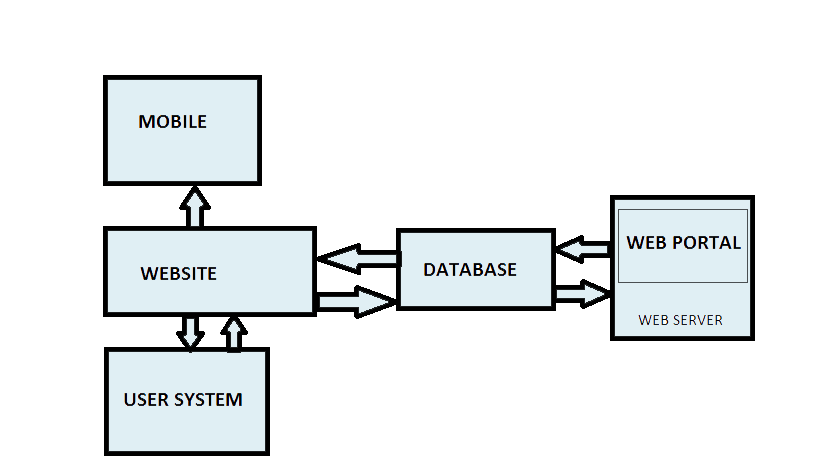 MOBILE
WEBSITE
DATABASE
WEB PORTAL
WEB SERVER
USER SYSTEM